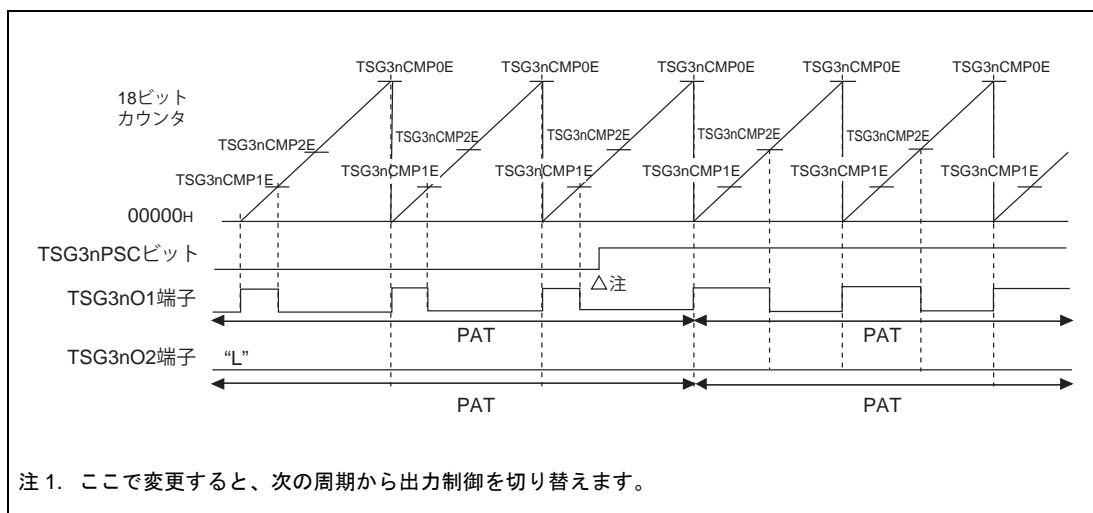 TSG3nCMP0E TSG3nCMP0E TSG3nCMP0E TSG3nCMP0E TSG3nCMP0E
18ビット
カウンタ
TSG3nCMP2E TSG3nCMP2E TSG3nCMP2E TSG3nCMP2E TSG3nCMP2E
TSG3nCMP1E TSG3nCMP1E TSG3nCMP1E TSG3nCMP1E TSG3nCMP1E TSG3nCMP1E
00000H
TSG3nPSCビット
△注
TSG3nO1端子
PAT PAT
TSG3nO2端子 “L”
PAT PAT
注 1. ここで変更すると、次の周期から出力制御を切り替えます。